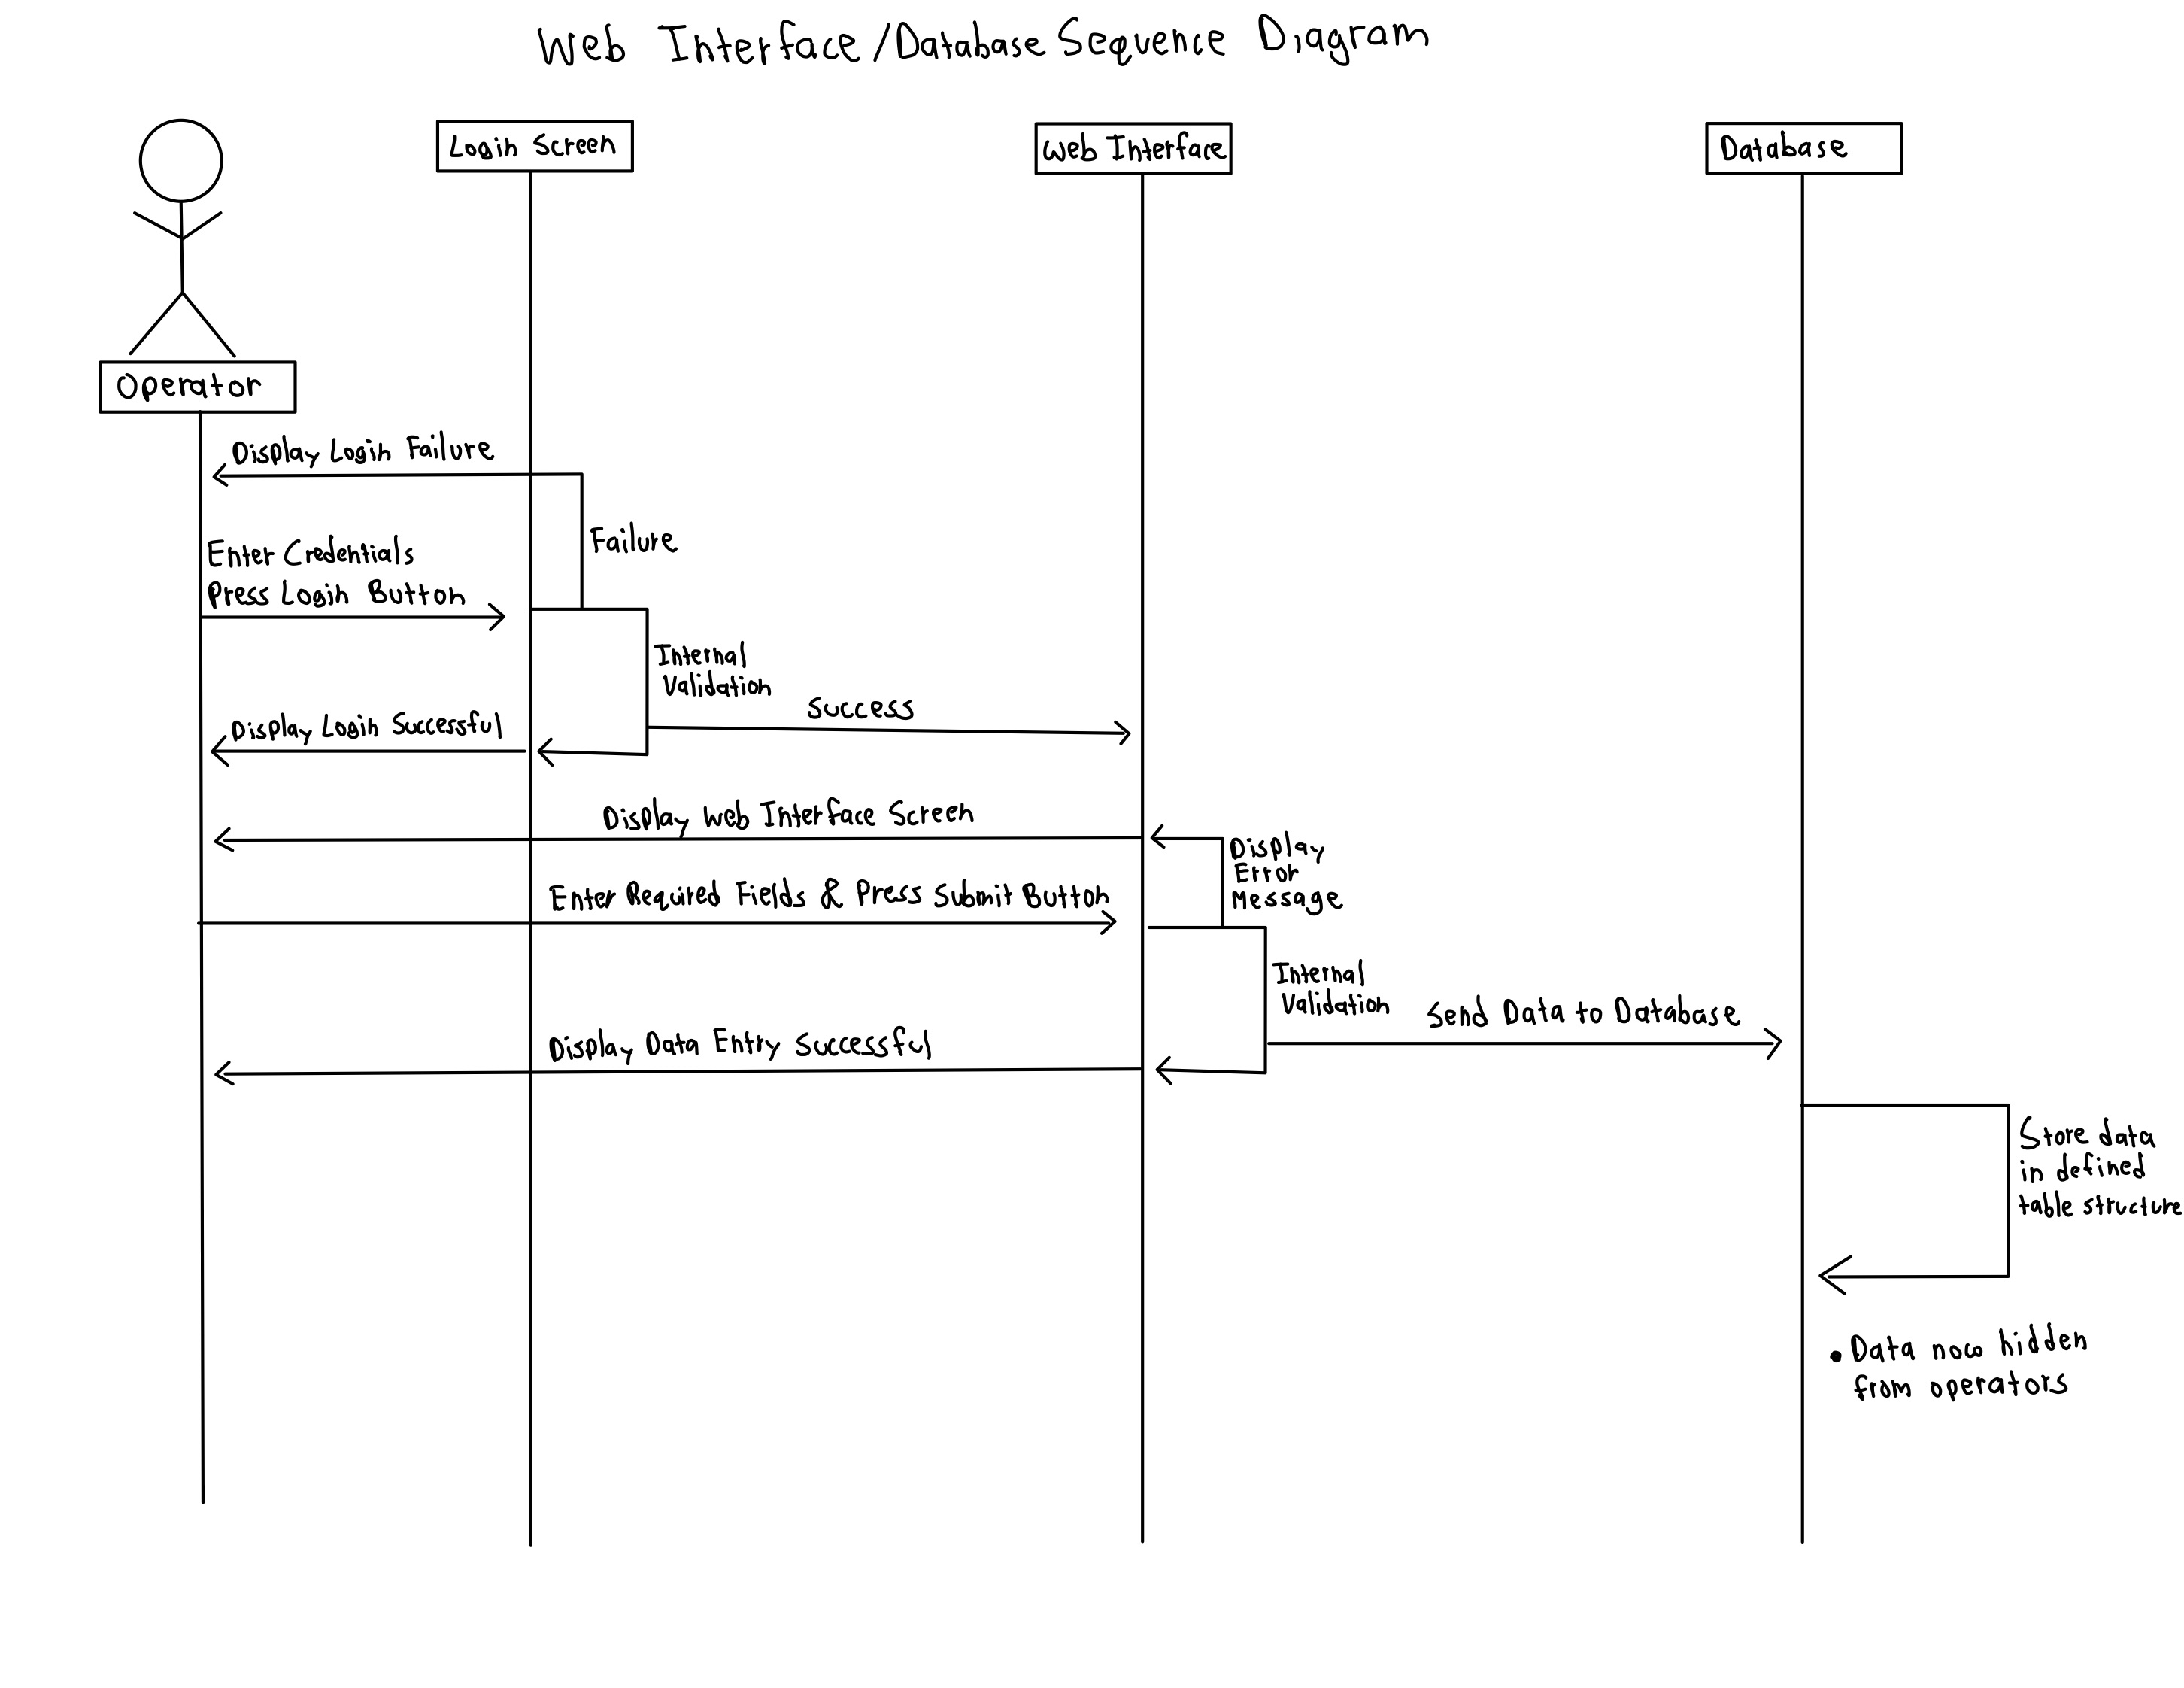 Web Interface/Database Sequence Diagram
Login Screen
Web Interface
Database
Operator
Display Login Failure
Failure
Enter Credentials
Press Login Button
Internal
Validation
Success
Display Login Successful
Display Web Interface Screen
Display
Error
Message
Enter Required Fields & Press Submit Button
Internal
Validation
Send Data to Database
Display Data Entry Successful
Store data
in defined
table structure
• Data now hidden
from operators